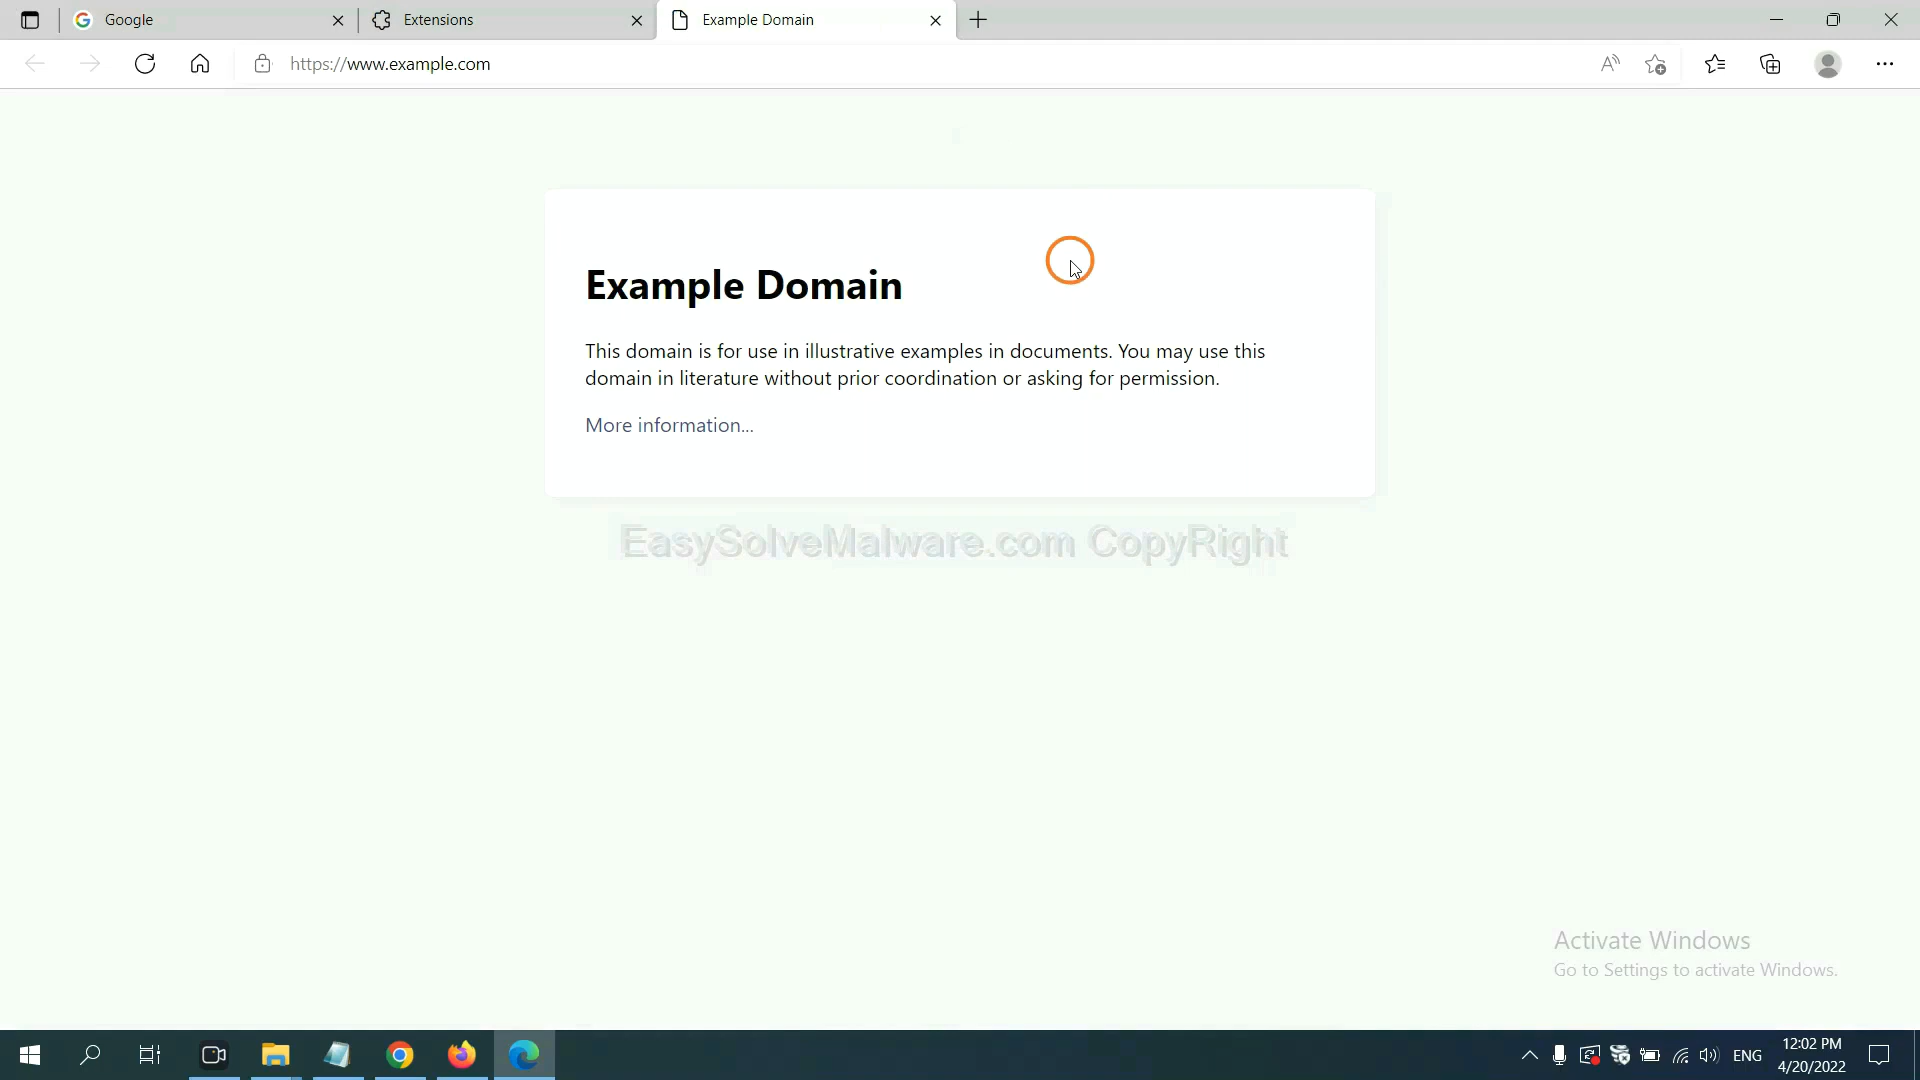 Google
Extensions
Example Domain
https://www.example.com
Example Domain
This domain is for use in illustrative examples in documents. You may use this
domain in literature without prior coordination or asking for permission.
More information...
EasySolveMalware.com CopyRight
Activate Windows
Go to Settings to activate Windows.
ENG
12:02 PM
4/20/2022